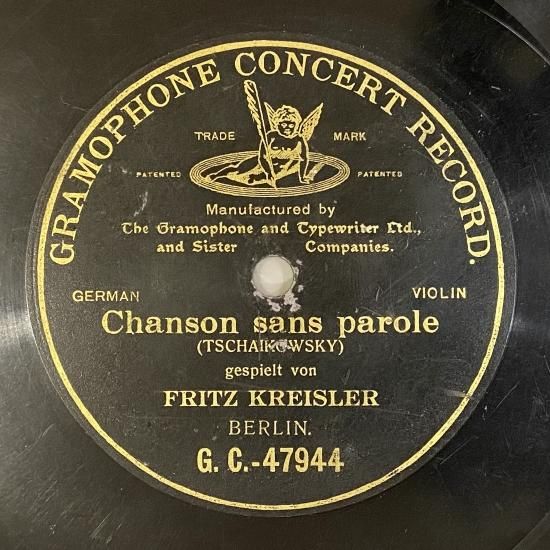 GRAMOPHONE CONCERT RECORD.
TRADE MARK
PATENTED PATENTED
Manufactured by
The Gramophone and Typewriter Ltd.,
and Sister Companies.
GERMAN VIOLIN
Chanson sans parole
(TSCHAIKOWSKY)
gespielt von
FRITZ KREISLER
BERLIN.
G. C.-47944